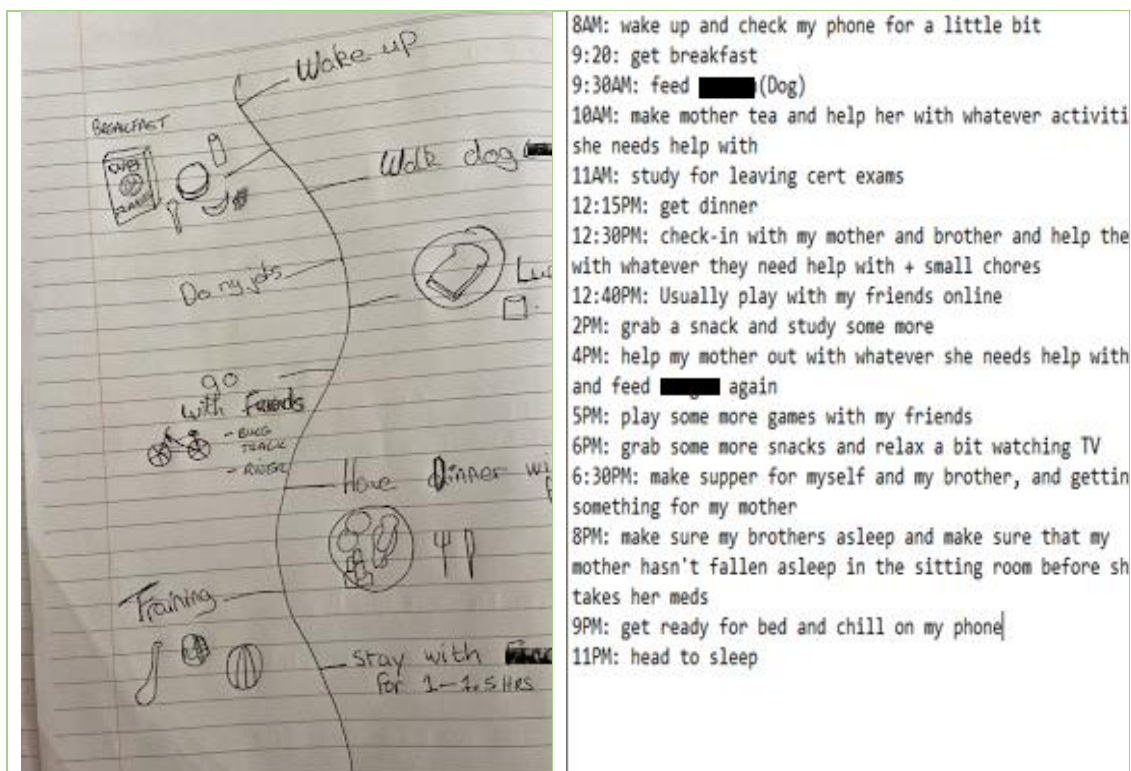 Wake up
BREAKFAST
Walk dog
Do my jobs
go
with Friends
- BIKE
TRACK
- RIVER
Have Dinner wi
Training
stay with
For 1-1.5 HRS
8AM: wake up and check my phone for a little bit
9:20: get breakfast
9:30AM: feed (Dog)
10AM: make mother tea and help her with whatever activiti
she needs help with
11AM: study for leaving cert exams
12:15PM: get dinner
12:30PM: check-in with my mother and brother and help the
with whatever they need help with + small chores
12:40PM: Usually play with my friends online
2PM: grab a snack and study some more
4PM: help my mother out with whatever she needs help with
and feed again
5PM: play some more games with my friends
6PM: grab some more snacks and relax a bit watching TV
6:30PM: make supper for myself and my brother, and gettin
something for my mother
8PM: make sure my brothers asleep and make sure that my
mother hasn't fallen asleep in the sitting room before sh
takes her meds
9PM: get ready for bed and chill on my phone
11PM: head to sleep